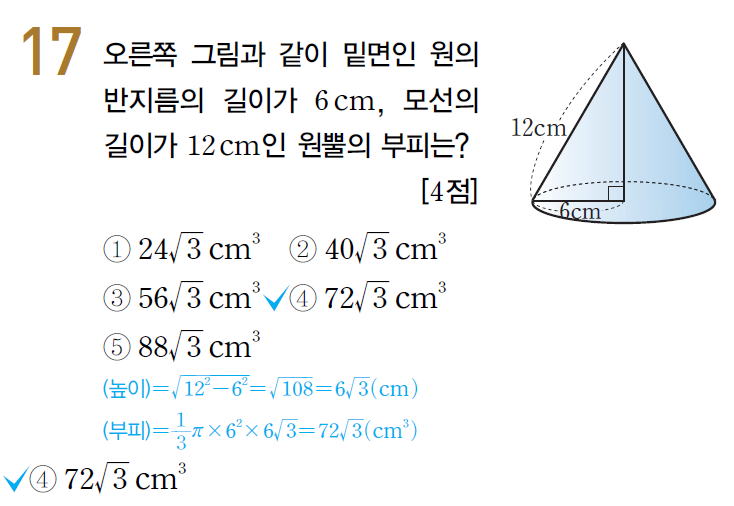 17 오른쪽 그림과 같이 밑면인 원의
반지름의 길이가 6cm, 모선의
길이가 12cm인 원뿔의 부피는?
[4점]
12cm
6cm
① 24√3 cm³ ② 40√3 cm³
③ 56√3 cm³ ✓④ 72√3 cm³
⑤ 88√3 cm³
(높이)=√(12²−6²)=√108=6√3(cm)
(부피)=1/3π×6²×6√3=72√3(cm³)
✓④ 72√3 cm³